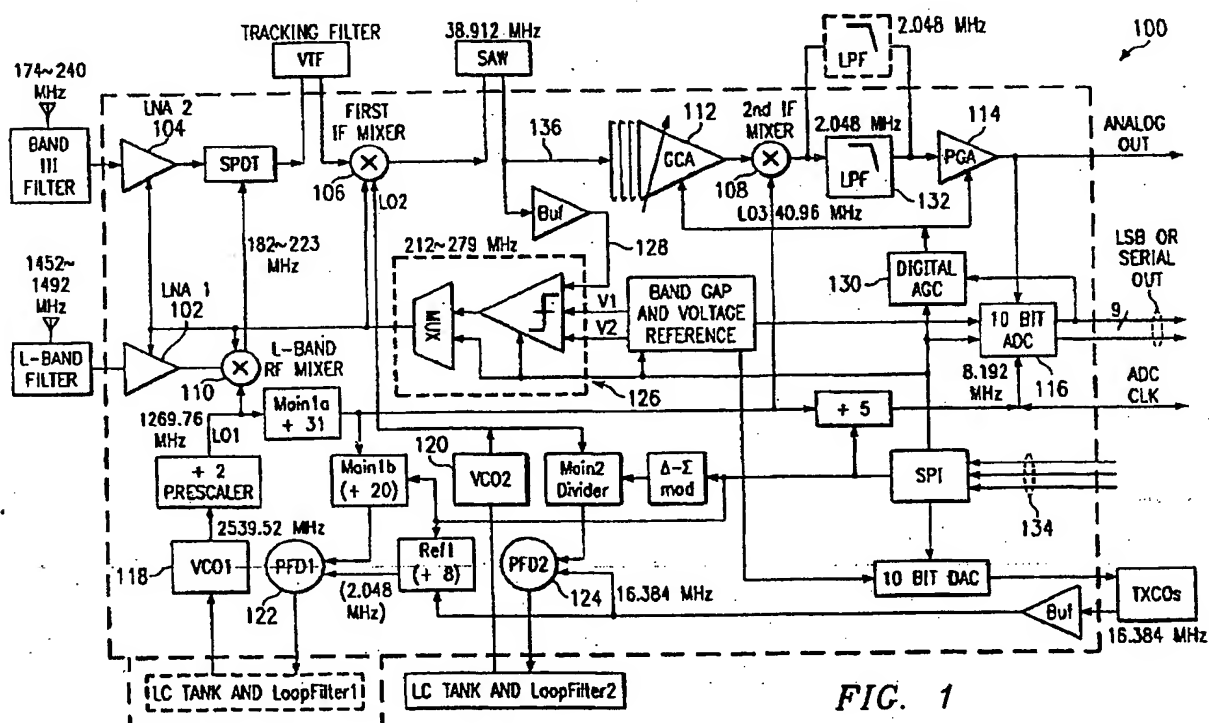 TRACKING FILTER
VTF
38.912 MHz
SAW
2.048 MHz
LPF
100
174~240
MHz
BAND
III
FILTER
LNA 2
104
SPDT
FIRST
IF MIXER
106
LO2
136
112
GCA
2nd IF
MIXER
108
2.048 MHz
LPF
132
114
PGA
ANALOG
OUT
LO3 40.96 MHz
Buf
128
182~223
MHz
212~279 MHz
MUX
V1
V2
BAND GAP
AND VOLTAGE
REFERENCE
126
130
DIGITAL
AGC
LSB OR
SERIAL
OUT
9
10 BIT
ADC
116
8.192
MHz
ADC
CLK
1452~
1492
MHz
L-BAND
FILTER
LNA 1
102
110
L-BAND
RF MIXER
1269.76
MHz
LO1
Main1a
+ 31
+ 5
+ 2
PRESCALER
Main1b
(+ 20)
120
VCO2
Main2
Divider
Δ-Σ
mod
SPI
134
2539.52 MHz
118
VCO1
PFD1
122
Ref1
(+ 8)
(2.048
MHz)
PFD2
124
16.384 MHz
10 BIT DAC
Buf
TXCOs
16.384 MHz
LC TANK AND LoopFilter1
LC TANK AND LoopFilter2
FIG. 1